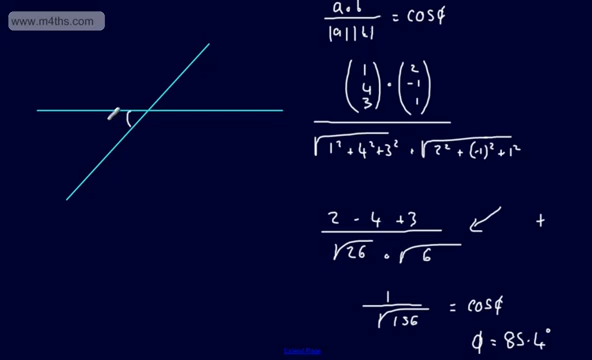 www.m4ths.com
a.b / |a||b| = cosϕ
(1 4 3) · (2 -1 1)
√1² + 4² + 3² · √2² + (-1)² + 1²
2 - 4 + 3
√26 · √6
+
1 / √156 = cosϕ
ϕ = 85.4°